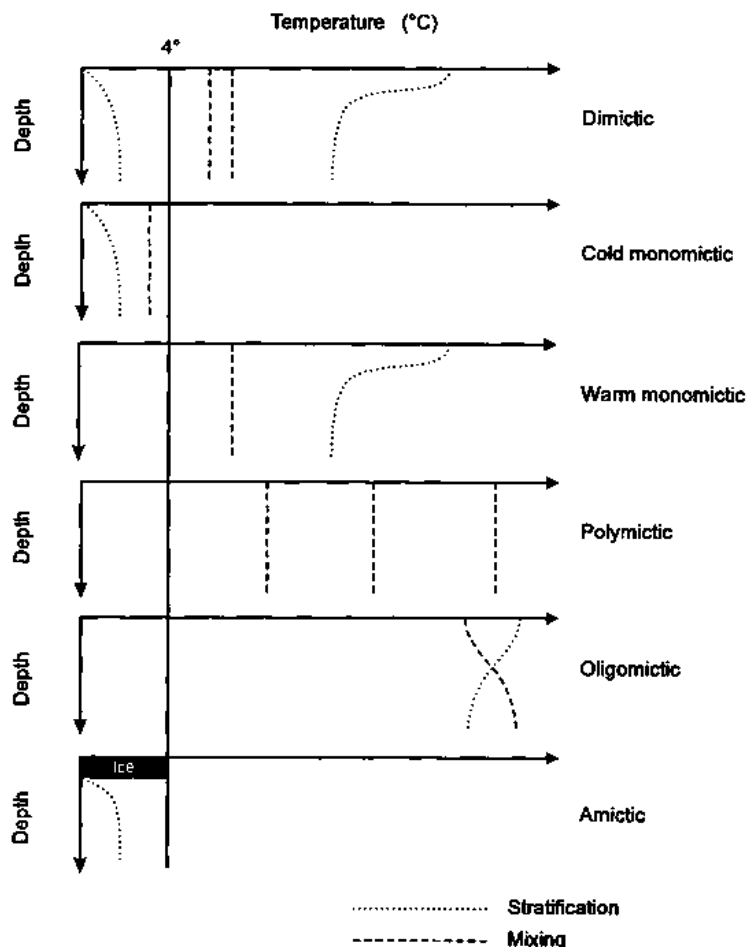 Temperature (°C)
4°
Depth
Dimictic
Depth
Cold monomictic
Depth
Warm monomictic
Depth
Polymictic
Depth
Oligomictic
Ice
Depth
Amictic
Stratification
Mixing